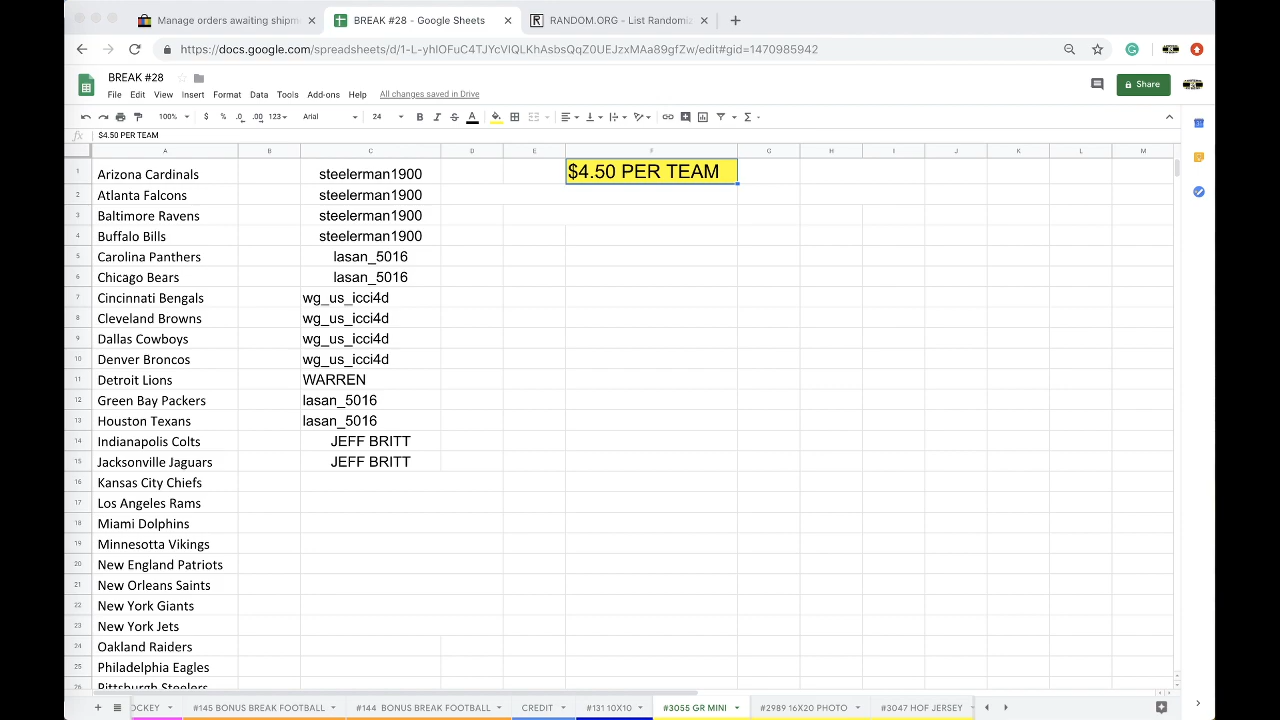 Manage orders awaiting shipm
BREAK #28 - Google Sheets
RANDOM.ORG - List Randomiz
https://docs.google.com/spreadsheets/d/1-L-yhIOFuC4TJYcVIQLKhAsbsQqZ0UEJzxMAa89gfZw/edit#gid=1470985942
BREAK #28
File Edit View Insert Format Data Tools Add-ons Help All changes saved in Drive
Share
100% $ % .0 .00 123 Arial 24 B I S A
fx $4.50 PER TEAM
A B C D E F G H I J K L M
1 Arizona Cardinals steelerman1900 $4.50 PER TEAM
2 Atlanta Falcons steelerman1900
3 Baltimore Ravens steelerman1900
4 Buffalo Bills steelerman1900
5 Carolina Panthers lasan_5016
6 Chicago Bears lasan_5016
7 Cincinnati Bengals wg_us_icci4d
8 Cleveland Browns wg_us_icci4d
9 Dallas Cowboys wg_us_icci4d
10 Denver Broncos wg_us_icci4d
11 Detroit Lions WARREN
12 Green Bay Packers lasan_5016
13 Houston Texans lasan_5016
14 Indianapolis Colts JEFF BRITT
15 Jacksonville Jaguars JEFF BRITT
16 Kansas City Chiefs
17 Los Angeles Rams
18 Miami Dolphins
19 Minnesotta Vikings
20 New England Patriots
21 New Orleans Saints
22 New York Giants
23 New York Jets
24 Oakland Raiders
25 Philadelphia Eagles
26 Pittsburgh Steelers
OCKEY #145 BONUS BREAK FOOTBALL #144 BONUS BREAK FOOTBALL CREDIT #131 10X10 #3055 GR MINI #2989 16X20 PHOTO #3047 HOF JERSEY